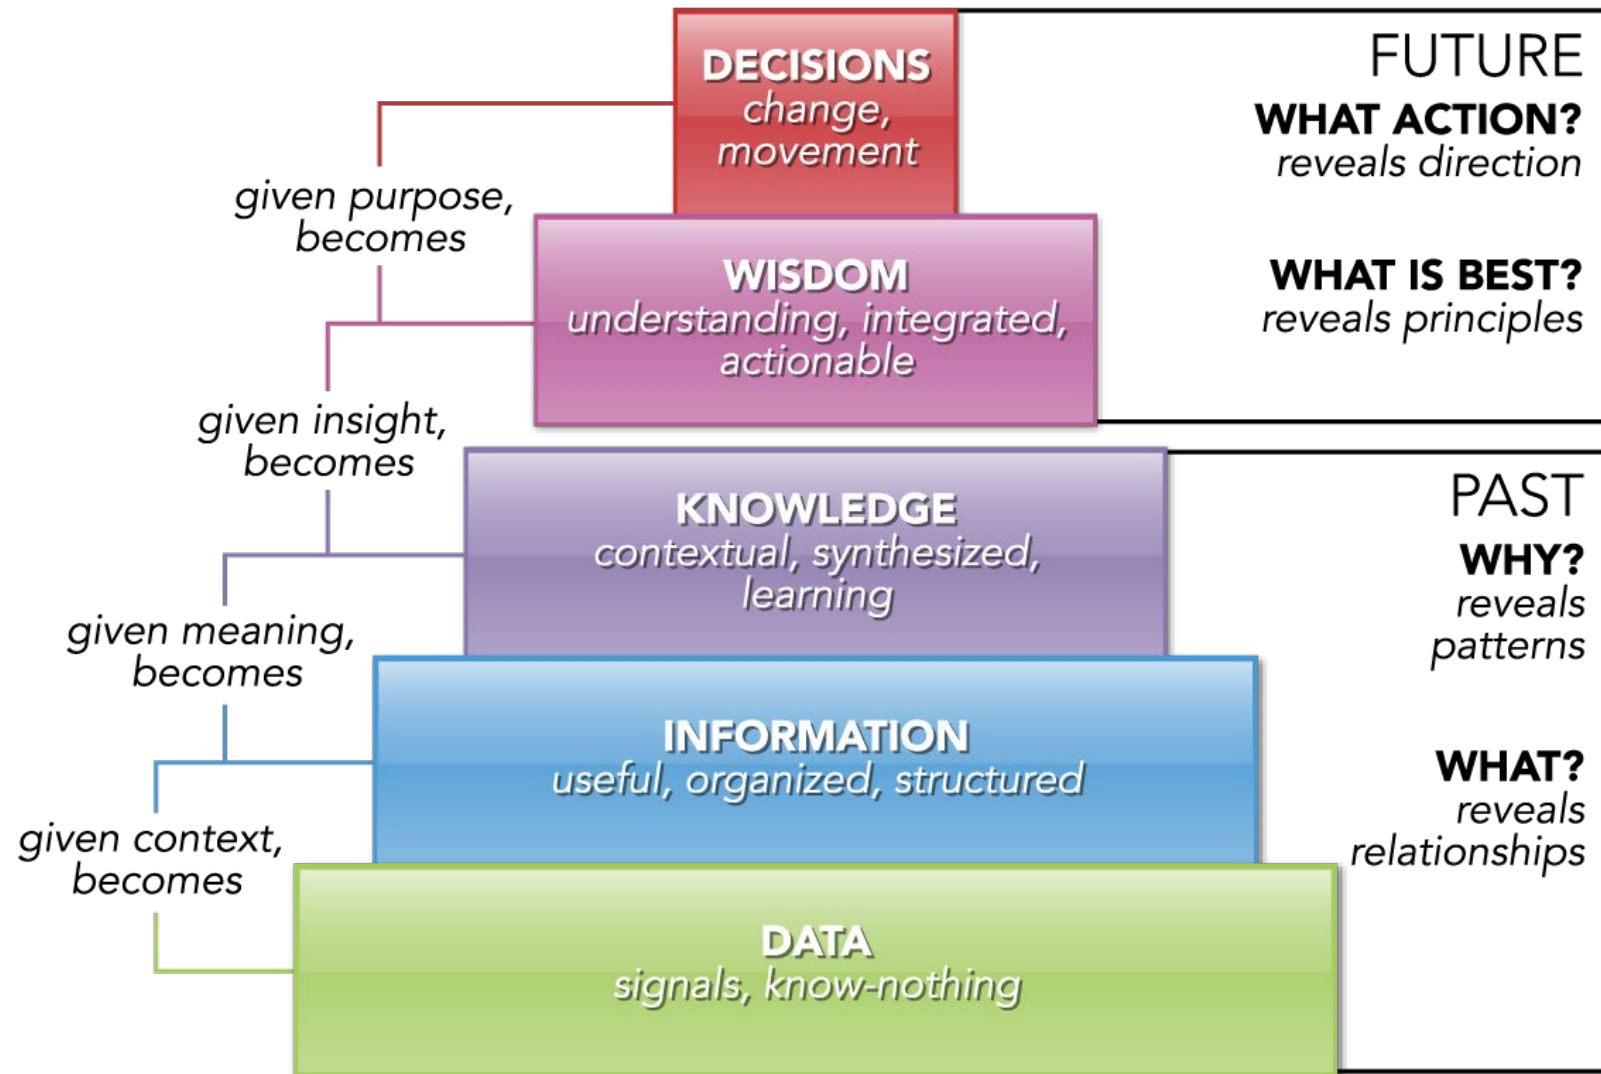 DECISIONS
change,
movement
FUTURE
WHAT ACTION?
reveals direction
given purpose,
becomes
WISDOM
understanding, integrated,
actionable
WHAT IS BEST?
reveals principles
given insight,
becomes
KNOWLEDGE
contextual, synthesized,
learning
PAST
WHY?
reveals
patterns
given meaning,
becomes
INFORMATION
useful, organized, structured
WHAT?
reveals
relationships
given context,
becomes
DATA
signals, know-nothing